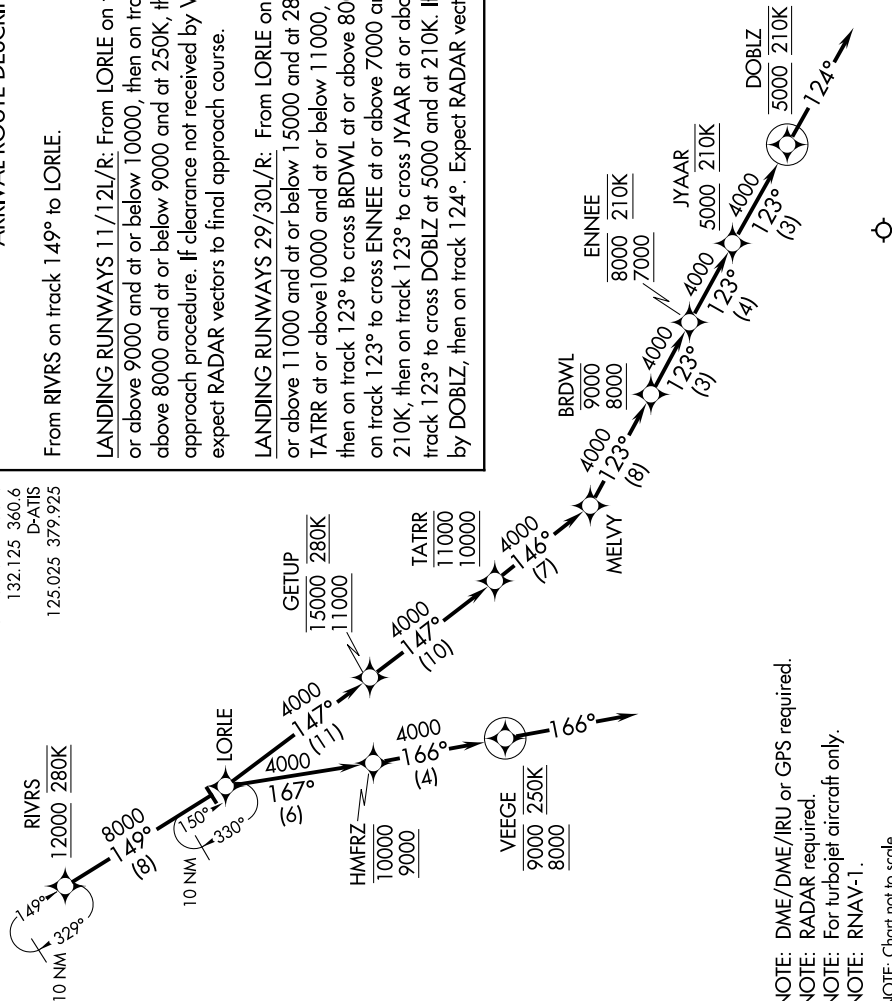 ARRIVAL ROUTE
From RIVRS on track 149° to LORLE.
LANDING RUNWAYS 11/12L/R: From LORLE on
or above 9000 and at or below 10000, then on
above 8000 and at or below 9000 and at 250K,
approach procedure. If clearance not received by
expect RADAR vectors to final approach course.
LANDING RUNWAYS 29/30L/R: From LORLE on
or above 11000 and at or below 15000 and at
TATRR at or above10000 and at or below 11000,
then on track 123° to cross BRDWL at or above
on track 123° to cross ENNEE at or above 7000
210K, then on track 123° to cross JYAAR at or
track 123° to cross DOBLZ at 5000 and at 210K.
by DOBLZ, then on track 124°. Expect RADAR
132.125 360.6
D-ATIS
125.025 379.925
RIVRS
12000 280K
149°
329°
10 NM
8000
149°
(8)
LORLE
150°
330°
10 NM
4000
147°
(11)
4000
167°
(6)
HMFRZ
10000
9000
4000
166°
(4)
VEEGE
9000 250K
8000
166°
GETUP
15000 280K
11000
4000
147°
(10)
TATRR
11000
10000
4000
146°
(7)
MELVY
4000
123°
(8)
BRDWL
9000
8000
4000
123°
(3)
ENNEE
8000 210K
7000
4000
123°
(4)
JYAAR
5000 210K
4000
123°
(3)
DOBLZ
5000 210K
124°
NOTE: DME/DME/IRU or GPS required.
NOTE: RADAR required.
NOTE: For turbojet aircraft only.
NOTE: RNAV-1.
NOTE: Chart not to scale